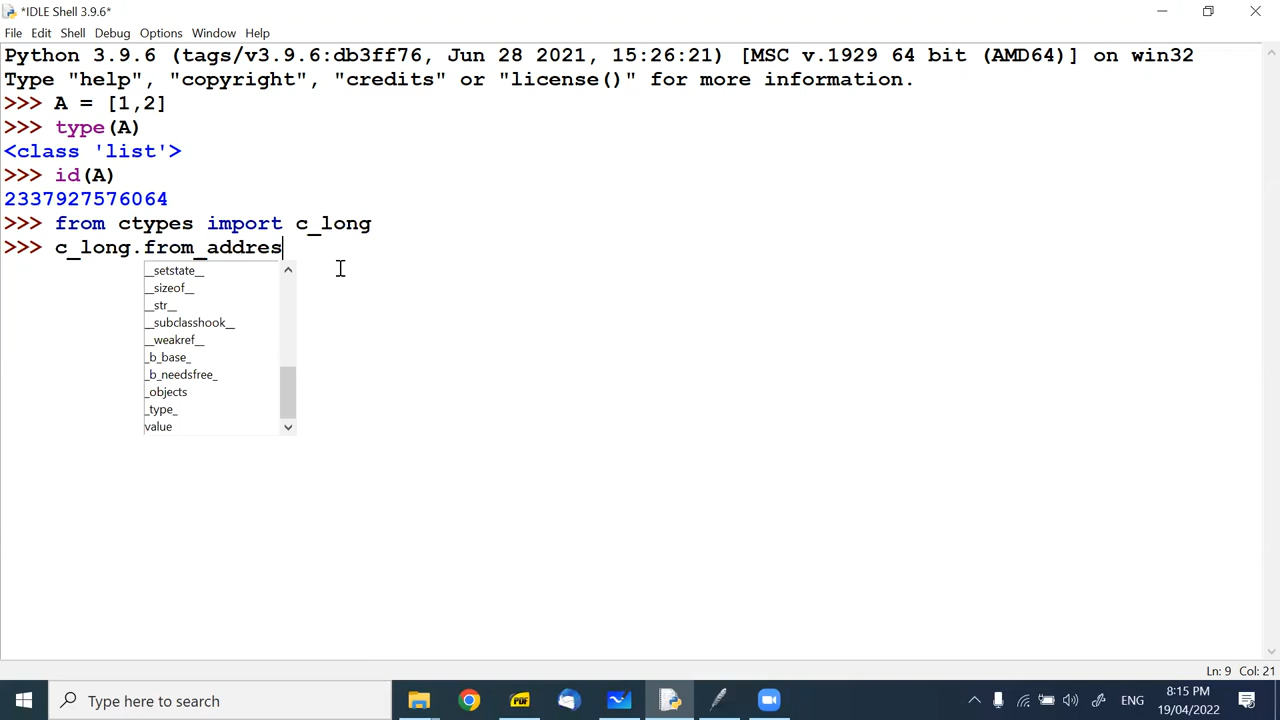 *IDLE Shell 3.9.6*
File Edit Shell Debug Options Window Help
Python 3.9.6 (tags/v3.9.6:db3ff76, Jun 28 2021, 15:26:21) [MSC v.1929 64 bit (AMD64)] on win32
Type "help", "copyright", "credits" or "license()" for more information.
>>> A = [1,2]
>>> type(A)
<class 'list'>
>>> id(A)
2337927576064
>>> from ctypes import c_long
>>> c_long.from_addres
__setstate__
__sizeof__
__str__
__subclasshook__
__weakref__
_b_base_
_b_needsfree_
_objects
_type_
value
Ln: 9 Col: 21
Type here to search
PDF
ENG
8:15 PM
19/04/2022